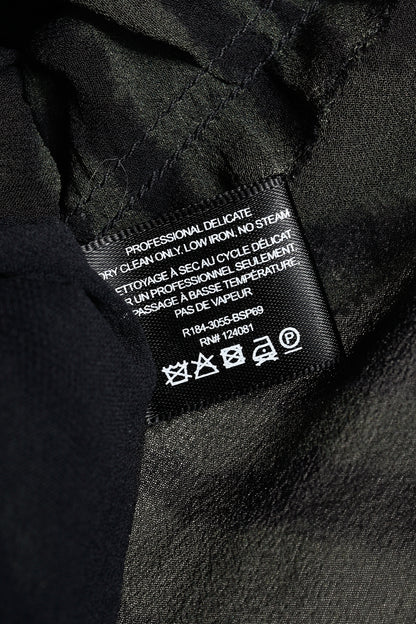 PROFESSIONAL DELICATE
DRY CLEAN ONLY, LOW IRON, NO STEAM
NETTOYAGE À SEC AU CYCLE DÉLICAT
PAR UN PROFESSIONEL SEULEMENT.
REPASSAGE À BASSE TEMPÉRATURE.
PAS DE VAPEUR
R184-3055-BSP69
RN# 124081
P